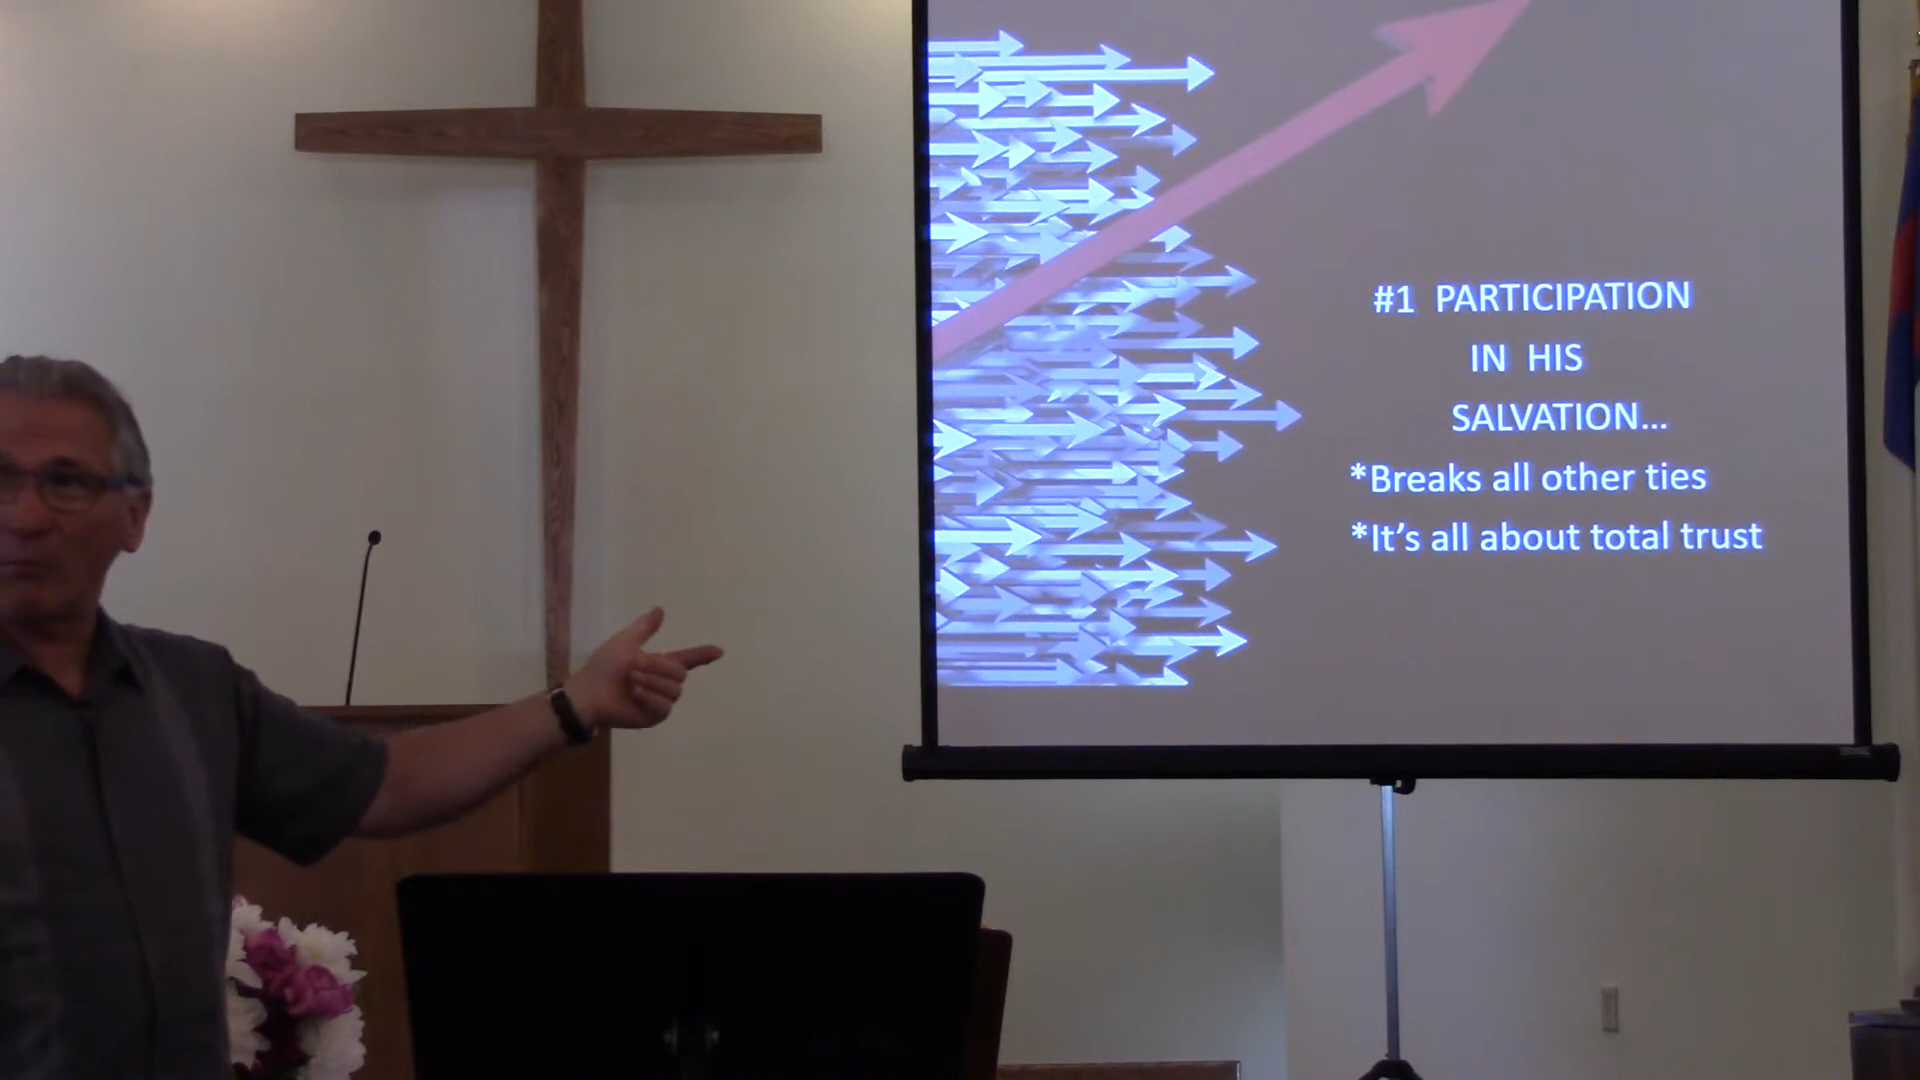 #1 PARTICIPATION
IN HIS
SALVATION...
*Breaks all other ties
*It's all about total trust